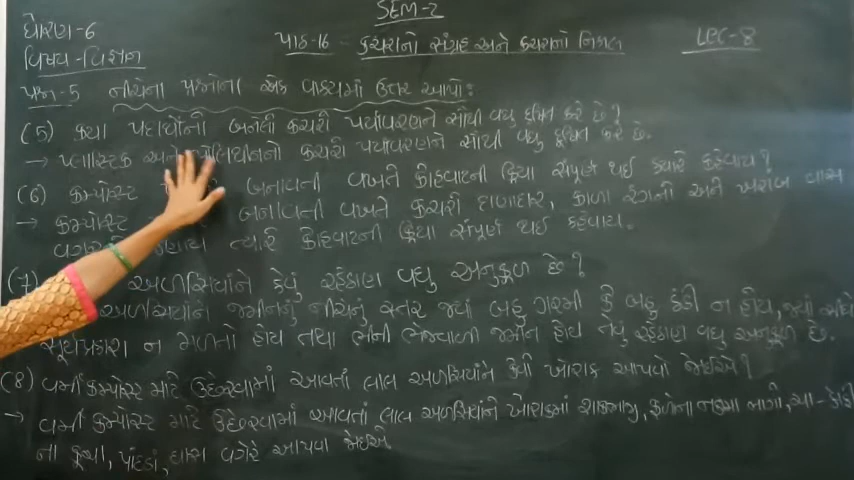 SEM-2
ધોરણ-6
પાઠ-16 - કચરાનો સંગ્રહ અને કચરાનો નિકાલ
LEC-8
વિષય-વિજ્ઞાન
પ્રશ્ન-5 નીચેના પ્રશ્નોના એક વાક્યમાં ઉત્તર આપો:
(5) કયા પદાર્થોની બનેલી કચરો પર્યાવરણને સૌથી વધુ દૂષિત કરે છે?
→ પ્લાસ્ટિક અને પોલિથીનનો કચરો પર્યાવરણને સૌથી વધુ દૂષિત કરે છે.
(6) કમ્પોસ્ટ બનાવતી વખતે કોહવાટની ક્રિયા સંપૂર્ણ થઈ ક્યારે કહેવાય?
→ કમ્પોસ્ટ બનાવતી વખતે કચરો દાણાદાર, કાળા રંગનો અને ખરાબ વાસ
વગરનો જણાય ત્યારે કોહવાટની ક્રિયા સંપૂર્ણ થઈ કહેવાય.
(7) અળસિયાંને કેવું રહેઠાણ વધુ અનુકૂળ છે?
અળસિયાંને જમીનનું નીચેનું સ્તર જ્યાં બહુ ગરમી કે બહુ ઠંડી ન હોય, જ્યાં
સૂર્યપ્રકાશ ન મળતો હોય તથા ભીની ભેજવાળી જમીન હોય તેવું રહેઠાણ વધુ અનુકૂળ છે.
(8) વર્મી કમ્પોસ્ટ માટે ઉછેરવામાં આવતાં લાલ અળસિયાંને કેવો ખોરાક આપવો જોઈએ?
→ વર્મી કમ્પોસ્ટ માટે ઉછેરવામાં આવતાં લાલ અળસિયાંને ખોરાકમાં શાકભાજી, ફળોના નકામા ભાગો, ચા-કોફી
ના કૂચા, પાંદડાં, ઘાસ વગેરે આપવા જોઈએ.